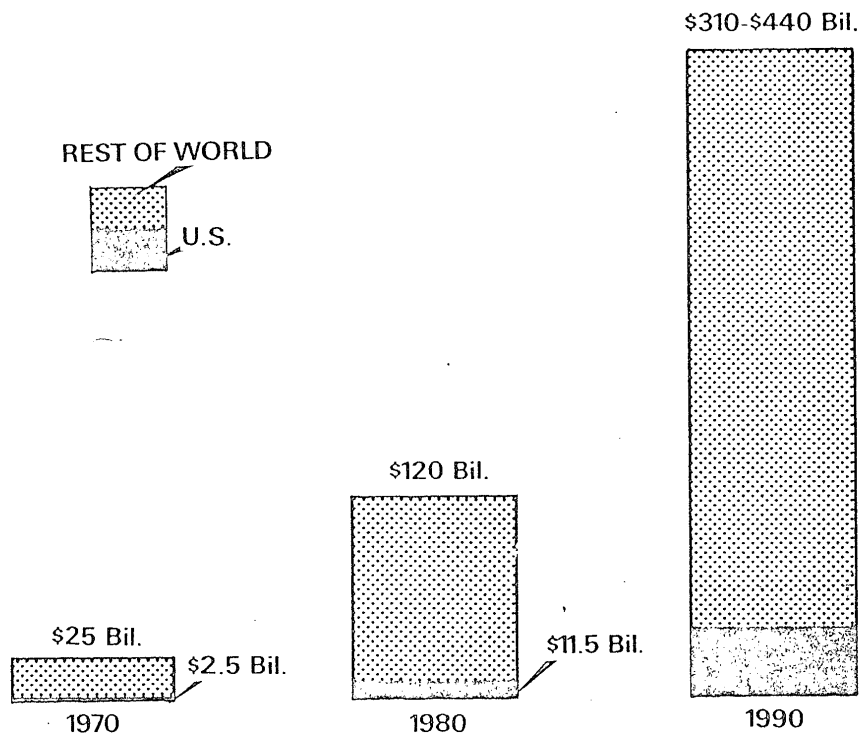 $310-$440 Bil.
REST OF WORLD
U.S.
$120 Bil.
$25 Bil.
$2.5 Bil.
$11.5 Bil.
1970
1980
1990